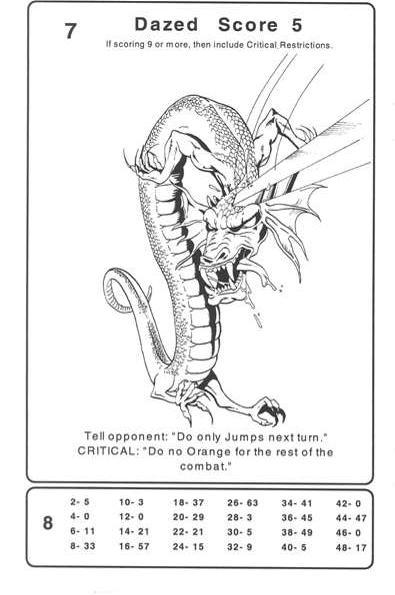 7
Dazed Score 5
If scoring 9 or more, then include Critical Restrictions.
Tell opponent: "Do only Jumps next turn."
CRITICAL: "Do no Orange for the rest of the
combat."
8
2- 5 10- 3 18- 37 26- 63 34- 41 42- 0
4- 0 12- 0 20- 29 28- 3 36- 45 44- 47
6- 11 14- 21 22- 21 30- 5 38- 49 46- 0
8- 33 16- 57 24- 15 32- 9 40- 5 48- 17